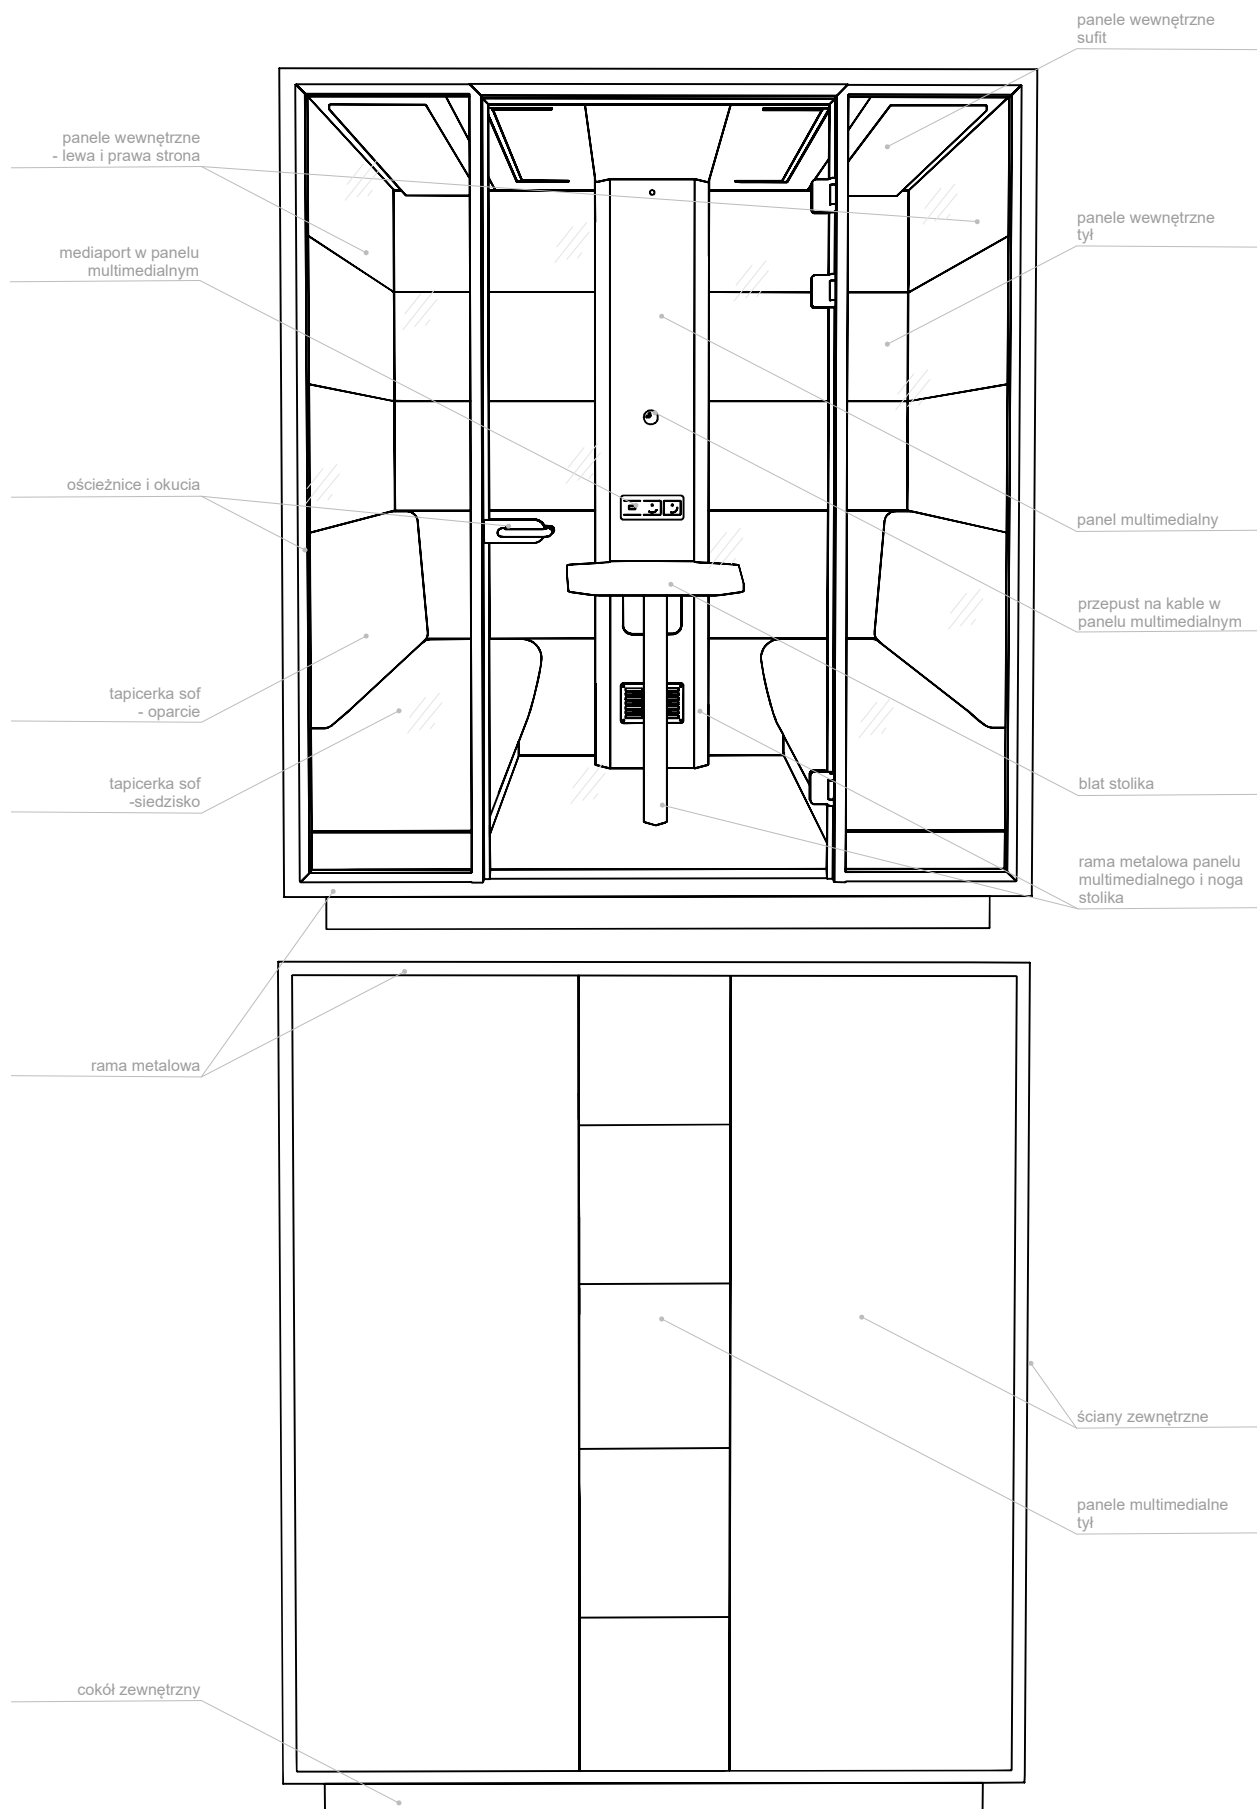 panele wewnętrzne
sufit
panele wewnętrzne
- lewa i prawa strona
panele wewnętrzne
tył
mediaport w panelu
multimedialnym
ościeżnice i okucia
panel multimedialny
przepust na kable w
panelu multimedialnym
tapicerka sof
- oparcie
tapicerka sof
-siedzisko
blat stolika
rama metalowa panelu
multimedialnego i noga
stolika
rama metalowa
ściany zewnętrzne
panele multimedialne
tył
cokół zewnętrzny